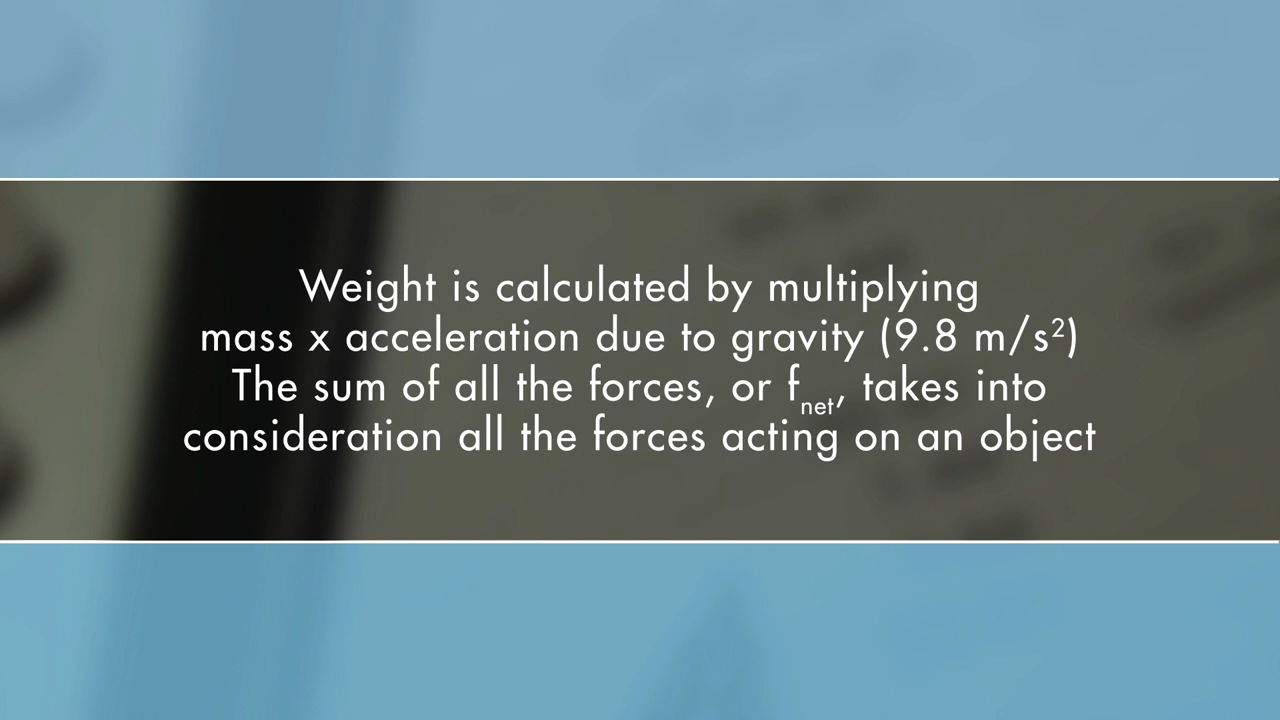 Weight is calculated by multiplying
mass x acceleration due to gravity (9.8 m/s²)
The sum of all the forces, or f_net, takes into
consideration all the forces acting on an object